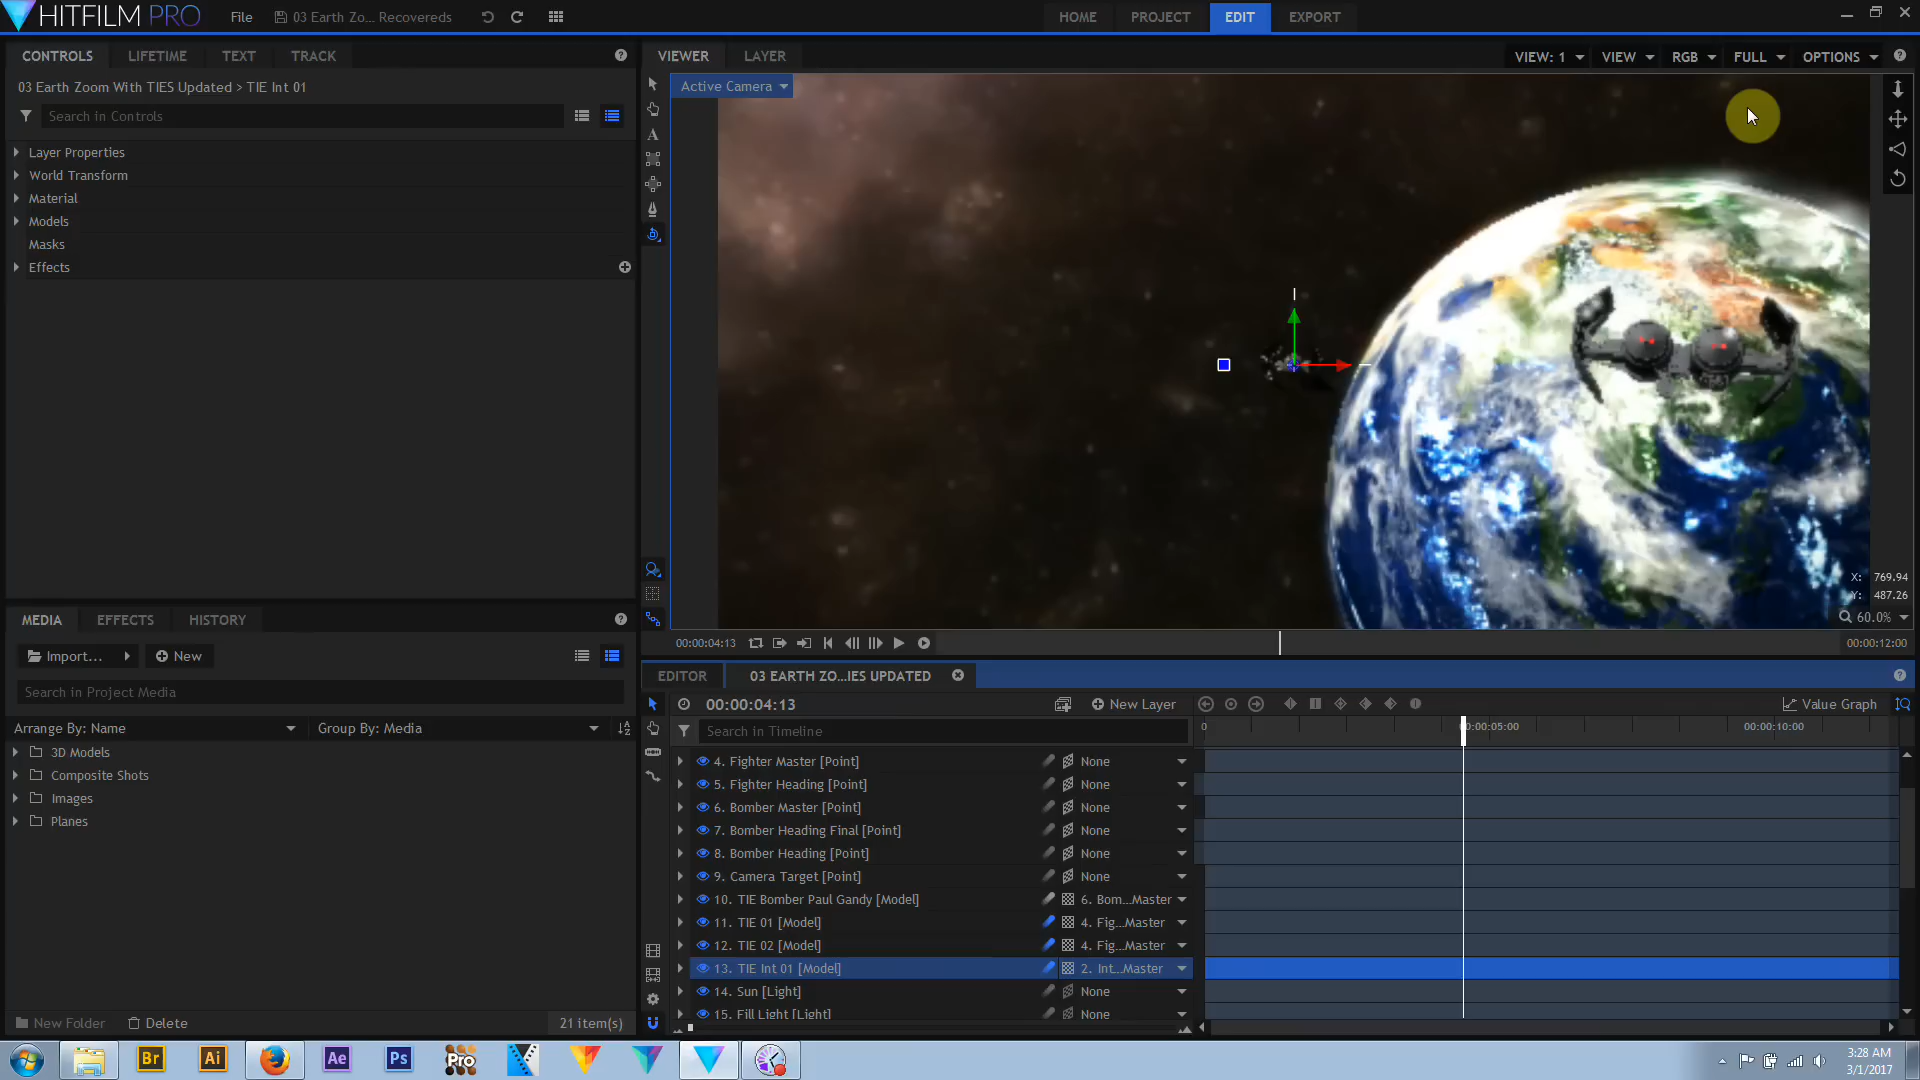 HITFILM PRO
File
03 Earth Zo... Recovereds
HOME
PROJECT
EDIT
EXPORT
CONTROLS
LIFETIME
TEXT
TRACK
03 Earth Zoom With TIES Updated > TIE Int 01
Search in Controls
Layer Properties
World Transform
Material
Models
Masks
Effects
VIEWER
LAYER
VIEW: 1
VIEW
RGB
FULL
OPTIONS
Active Camera
X: 769.94
Y: 487.26
60.0%
00:00:04:13
00:00:12:00
MEDIA
EFFECTS
HISTORY
Import...
New
Search in Project Media
Arrange By: Name
Group By: Media
3D Models
Composite Shots
Images
Planes
New Folder
Delete
21 item(s)
EDITOR
03 EARTH ZO...IES UPDATED
00:00:04:13
New Layer
Value Graph
Search in Timeline
0
00:00:05:00
00:00:10:00
4. Fighter Master [Point] None
5. Fighter Heading [Point] None
6. Bomber Master [Point] None
7. Bomber Heading Final [Point] None
8. Bomber Heading [Point] None
9. Camera Target [Point] None
10. TIE Bomber Paul Gandy [Model] 6. Bom...Master
11. TIE 01 [Model] 4. Fig...Master
12. TIE 02 [Model] 4. Fig...Master
13. TIE Int 01 [Model] 2. Int...Master
14. Sun [Light] None
15. Fill Light [Light] None
Br
Ai
Ae
Ps
Pro
3:28 AM
3/1/2017